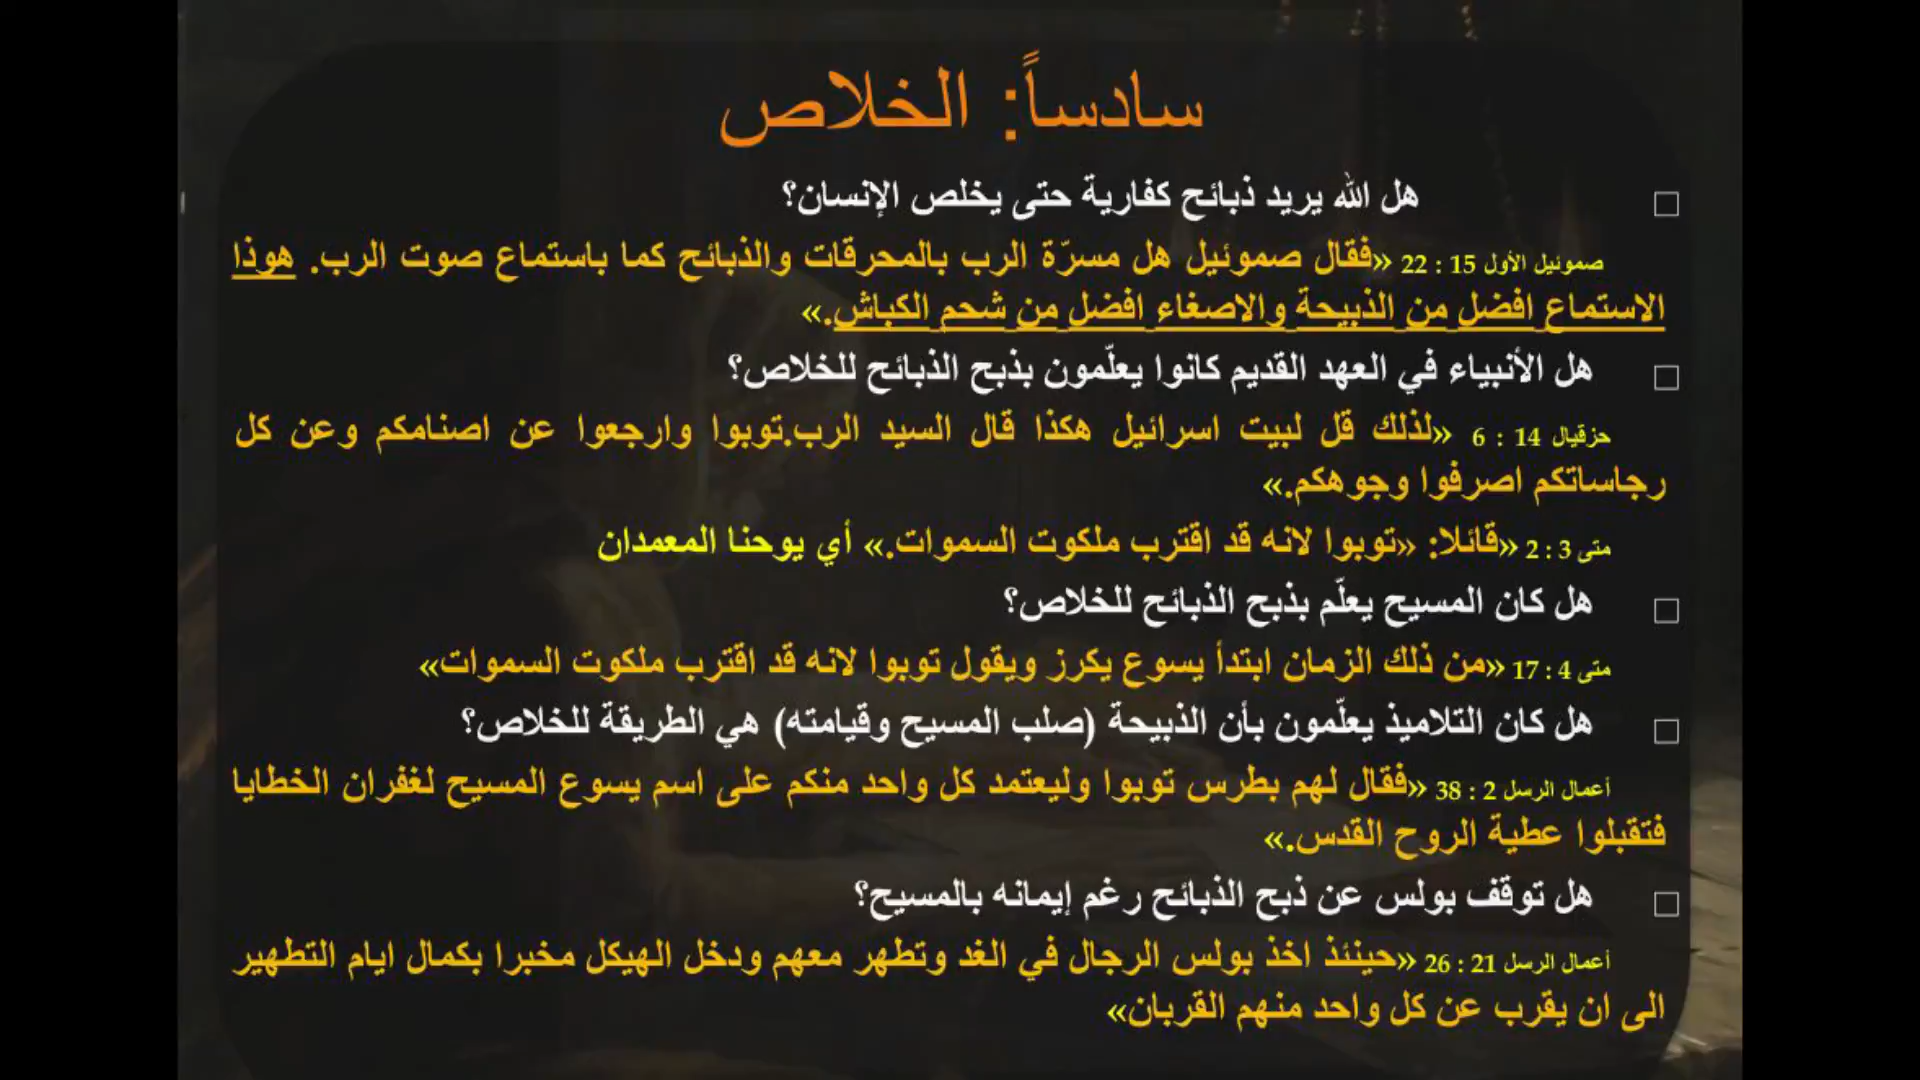 سادساً: الخلاص
□ هل الله يريد ذبائح كفارية حتى يخلص الإنسان؟
صموئيل الأول 15 : 22 «فقال صموئيل هل مسرّة الرب بالمحرقات والذبائح كما باستماع صوت الرب. هوذا
الاستماع افضل من الذبيحة والاصغاء افضل من شحم الكباش.»
□ هل الأنبياء في العهد القديم كانوا يعلّمون بذبح الذبائح للخلاص؟
حزقيال 14 : 6 «لذلك قل لبيت اسرائيل هكذا قال السيد الرب.توبوا وارجعوا عن اصنامكم وعن كل
رجاساتكم اصرفوا وجوهكم.»
متى 3 : 2 «قائلا: «توبوا لانه قد اقترب ملكوت السموات.» أي يوحنا المعمدان
□ هل كان المسيح يعلّم بذبح الذبائح للخلاص؟
متى 4 : 17 «من ذلك الزمان ابتدأ يسوع يكرز ويقول توبوا لانه قد اقترب ملكوت السموات»
□ هل كان التلاميذ يعلّمون بأن الذبيحة (صلب المسيح وقيامته) هي الطريقة للخلاص؟
أعمال الرسل 2 : 38 «فقال لهم بطرس توبوا وليعتمد كل واحد منكم على اسم يسوع المسيح لغفران الخطايا
فتقبلوا عطية الروح القدس.»
□ هل توقف بولس عن ذبح الذبائح رغم إيمانه بالمسيح؟
أعمال الرسل 21 : 26 «حينئذ اخذ بولس الرجال في الغد وتطهر معهم ودخل الهيكل مخبرا بكمال ايام التطهير
الى ان يقرب عن كل واحد منهم القربان»